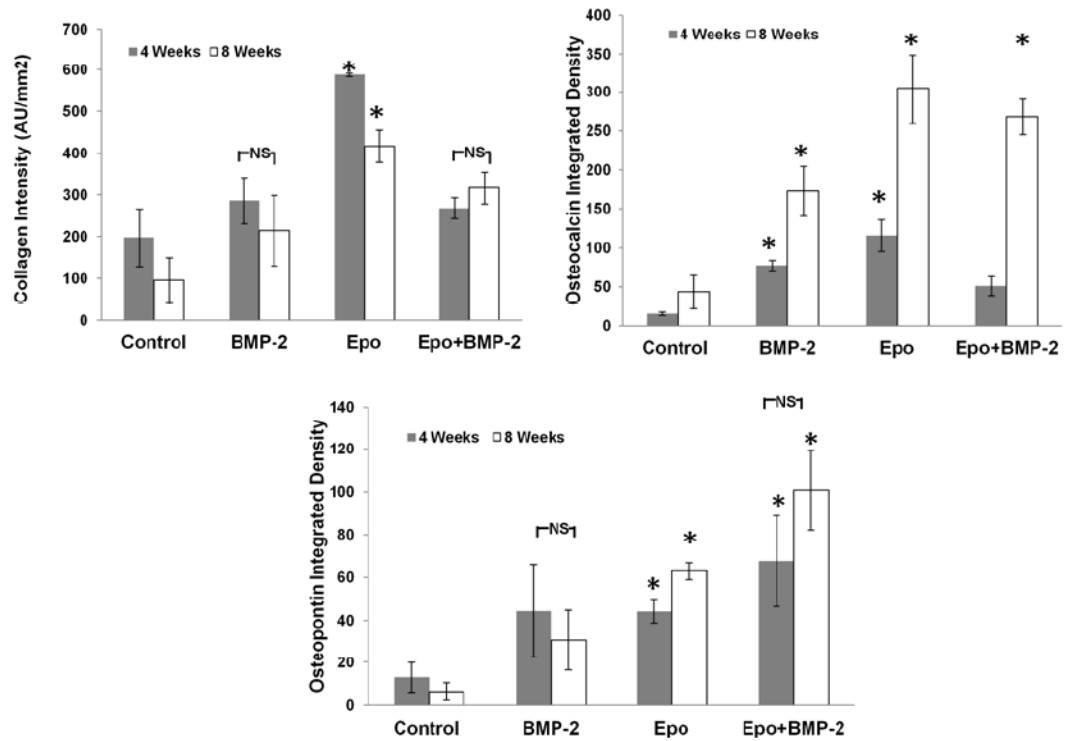 Collagen Intensity (AU/mm2)
700
600
500
400
300
200
100
0
4 Weeks 8 Weeks
*
*
NS
NS
Control BMP-2 Epo Epo+BMP-2
Osteocalcin Integrated Density
400
350
300
250
200
150
100
50
0
4 Weeks 8 Weeks
*
*
*
*
*
Control BMP-2 Epo Epo+BMP-2
Osteopontin Integrated Density
140
120
100
80
60
40
20
0
4 Weeks 8 Weeks
NS
NS
*
*
*
*
Control BMP-2 Epo Epo+BMP-2